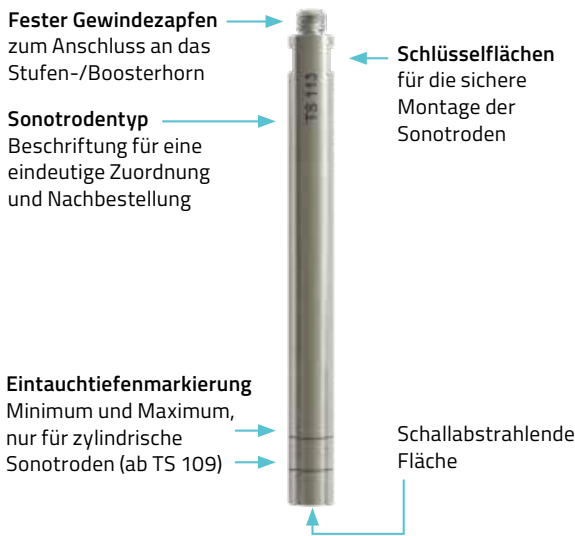 Fester Gewindezapfen
zum Anschluss an das
Stufen-/Boosterhorn
Schlüsselflächen
für die sichere
Montage der
Sonotroden
TS 113
Sonotrodentyp
Beschriftung für eine
eindeutige Zuordnung
und Nachbestellung
Eintauchtiefenmarkierung
Minimum und Maximum,
nur für zylindrische
Sonotroden (ab TS 109)
Schallabstrahlende
Fläche